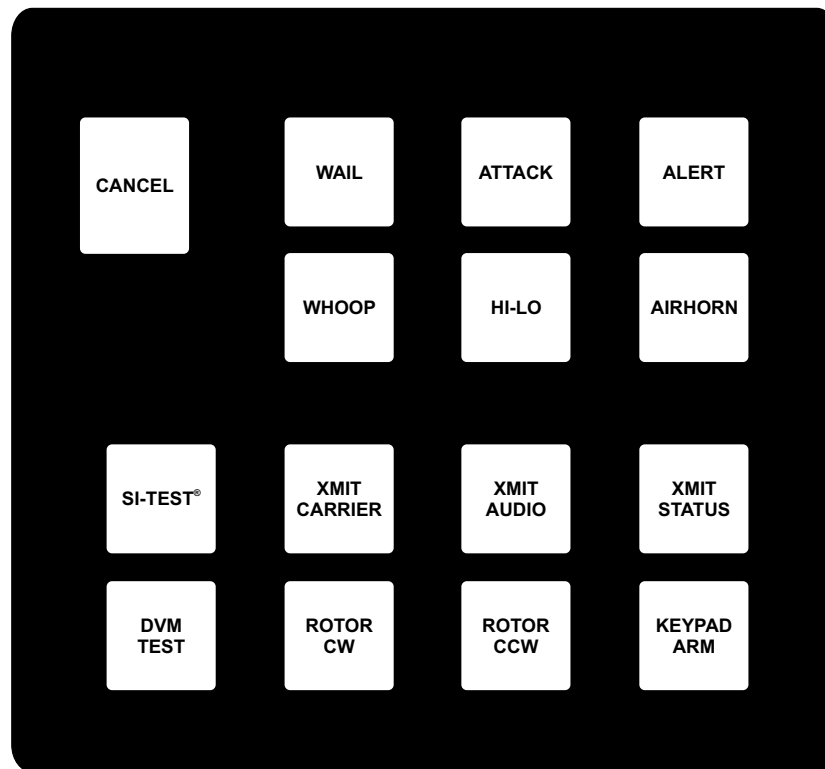 CANCEL
WAIL
ATTACK
ALERT
WHOOP
HI-LO
AIRHORN
SI-TEST®
XMIT
CARRIER
XMIT
AUDIO
XMIT
STATUS
DVM
TEST
ROTOR
CW
ROTOR
CCW
KEYPAD
ARM